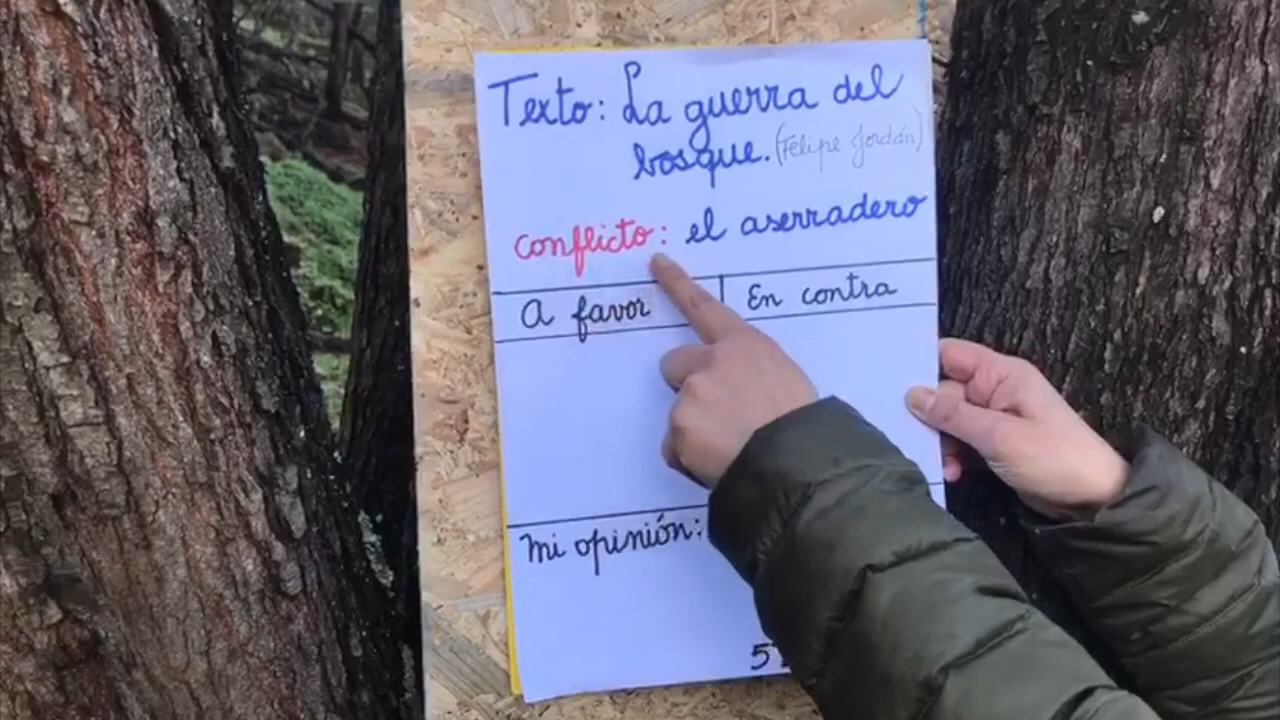 Texto: La guerra del
bosque. (Felipe Jordán)
conflicto: el aserradero
A favor En contra
Mi opinión: